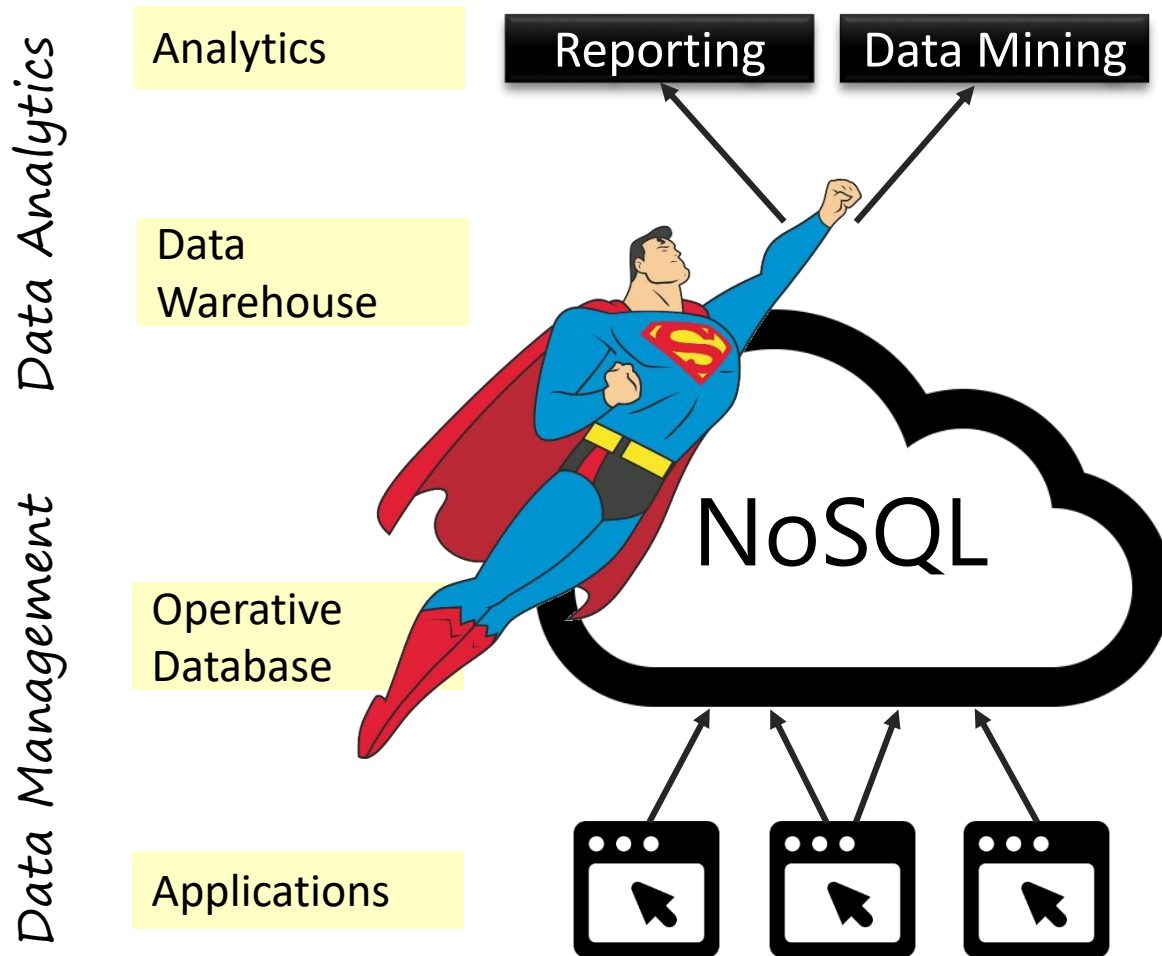 Data Analytics
Analytics
Reporting
Data Mining
Data
Warehouse
S
NoSQL
Data Management
Operative
Database
Applications